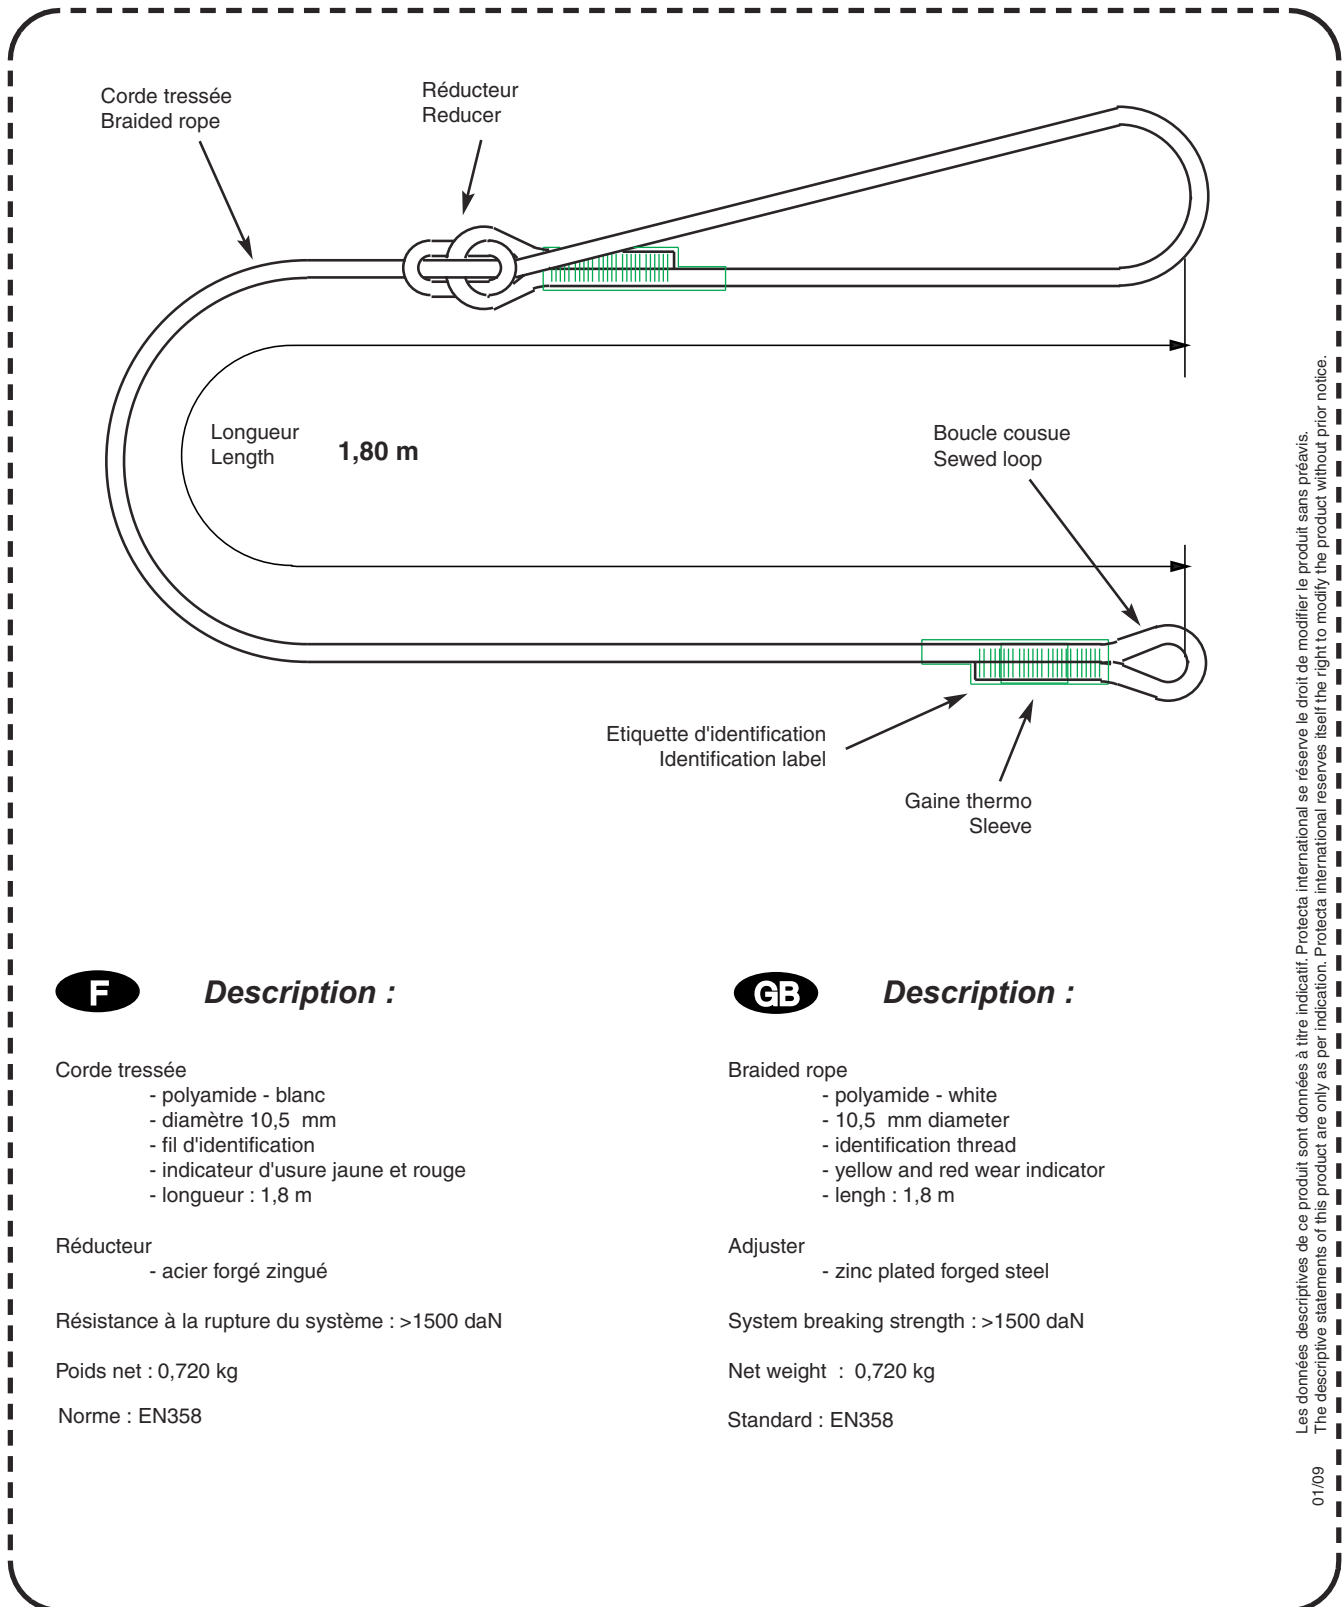 Corde tressée
Braided rope
Réducteur
Reducer
Longueur
Length
1,80 m
Boucle cousue
Sewed loop
Etiquette d'identification
Identification label
Gaine thermo
Sleeve
F
Description :
Corde tressée
- polyamide - blanc
- diamètre 10,5 mm
- fil d'identification
- indicateur d'usure jaune et rouge
- longueur : 1,8 m
Réducteur
- acier forgé zingué
Résistance à la rupture du système : >1500 daN
Poids net : 0,720 kg
Norme : EN358
GB
Description :
Braided rope
- polyamide - white
- 10,5 mm diameter
- identification thread
- yellow and red wear indicator
- lengh : 1,8 m
Adjuster
- zinc plated forged steel
System breaking strength : >1500 daN
Net weight : 0,720 kg
Standard : EN358
Les données descriptives de ce produit sont données à titre indicatif. Protecta international se réserve le droit de modifier le produit sans préavis.
The descriptive statements of this product are only as per indication. Protecta international reserves itself the right to modify the product without prior notice.
01/09